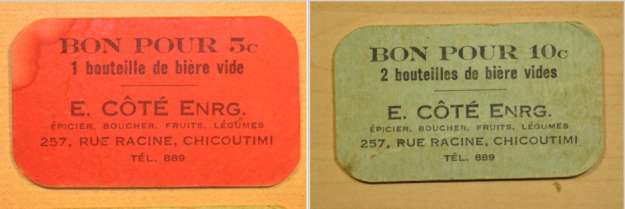 BON POUR 5c
1 bouteille de bière vide
E. CÔTÉ ENRG.
ÉPICIER, BOUCHER, FRUITS, LÉGUMES
257, RUE RACINE, CHICOUTIMI
TÉL. 889
BON POUR 10c
2 bouteilles de bière vides
E. CÔTÉ ENRG.
ÉPICIER, BOUCHER, FRUITS, LÉGUMES
257, RUE RACINE, CHICOUTIMI
TÉL. 889